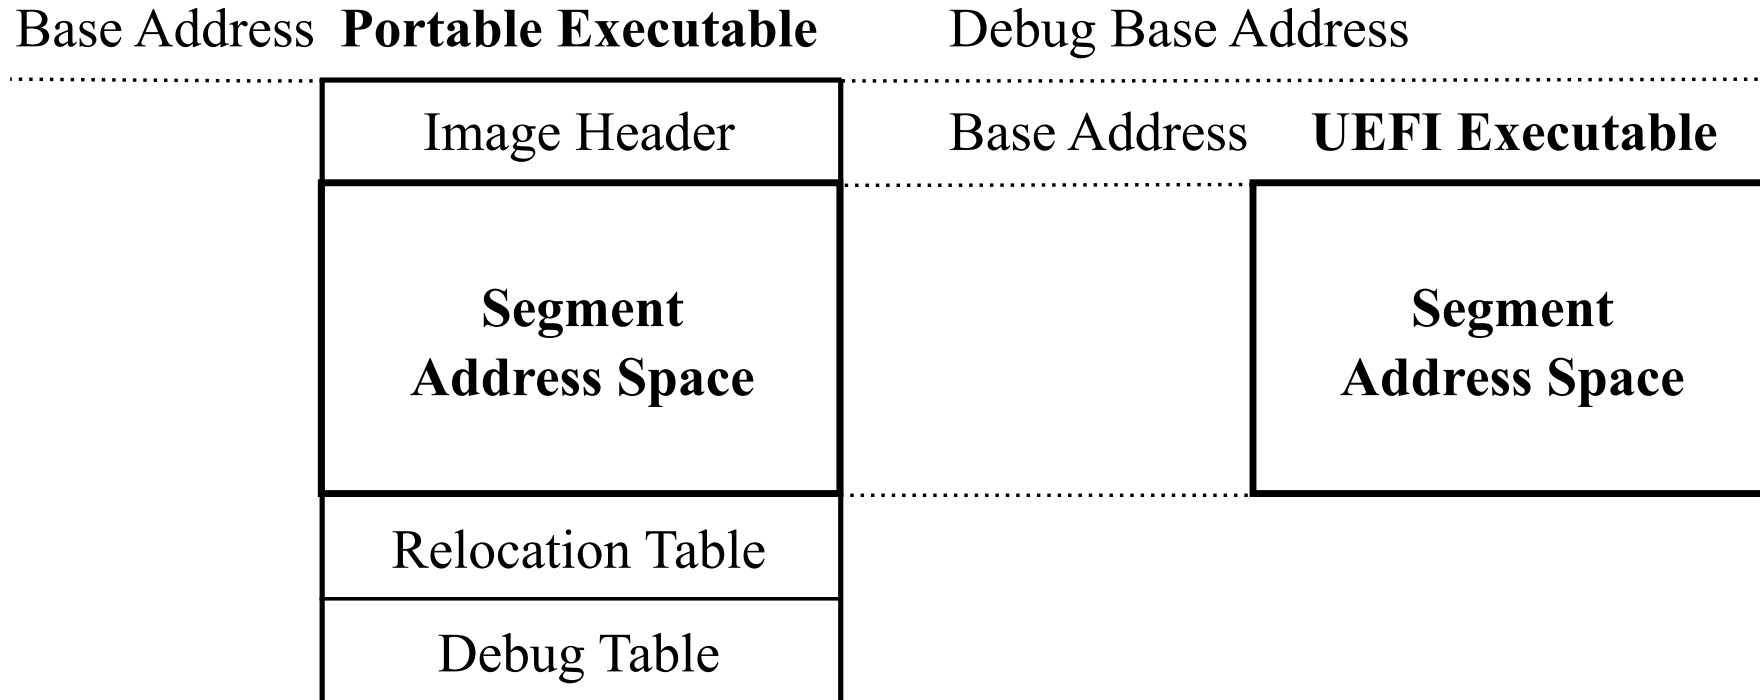 Base Address Portable Executable Debug Base Address
Image Header Base Address UEFI Executable
Segment Segment
Address Space Address Space
Relocation Table
Debug Table